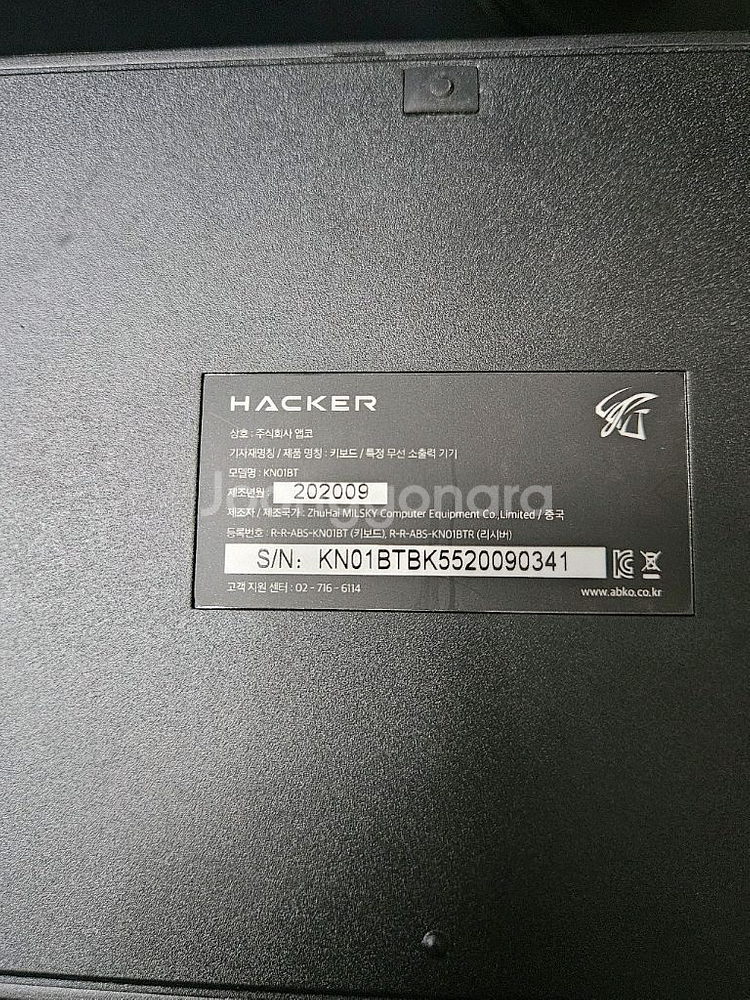 HACKER
상호 : 주식회사 앱코
기자재명칭 / 제품 명칭 : 키보드 / 특정 무선 소출력 기기
모델명 : KN01BT
제조년월 : 202009
Joonggonara
제조자 / 제조국가 : ZhuHai MILSKY Computer Equipment Co.,Limited / 중국
등록번호 : R-R-ABS-KN01BT (키보드), R-R-ABS-KN01BTR (리시버)
S/N: KN01BTBK5520090341
고객 지원 센터 : 02 - 716 - 6114
www.abko.co.kr